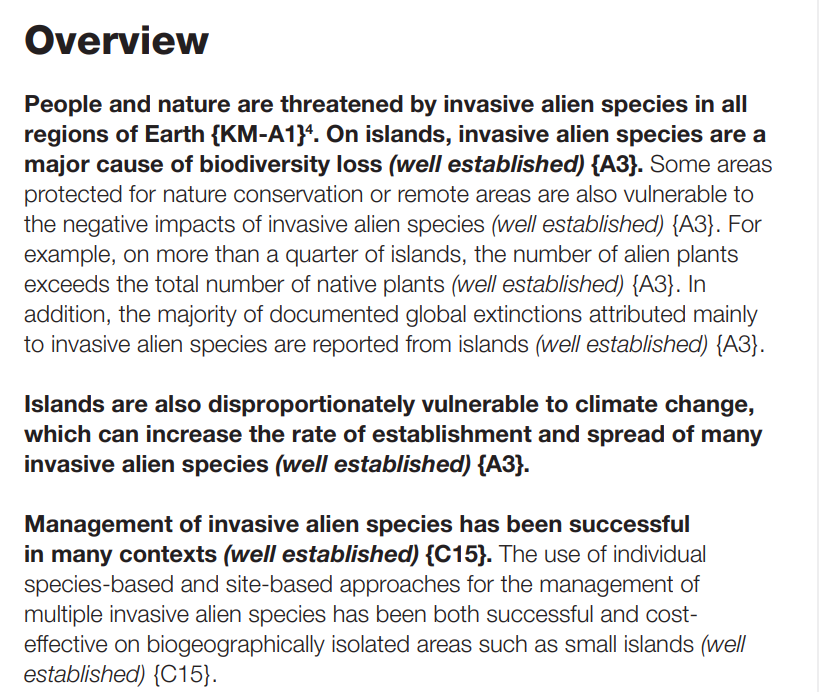 Overview
People and nature are threatened by invasive alien species in all
regions of Earth {KM-A1}⁴. On islands, invasive alien species are a
major cause of biodiversity loss (well established) {A3}. Some areas
protected for nature conservation or remote areas are also vulnerable to
the negative impacts of invasive alien species (well established) {A3}. For
example, on more than a quarter of islands, the number of alien plants
exceeds the total number of native plants (well established) {A3}. In
addition, the majority of documented global extinctions attributed mainly
to invasive alien species are reported from islands (well established) {A3}.
Islands are also disproportionately vulnerable to climate change,
which can increase the rate of establishment and spread of many
invasive alien species (well established) {A3}.
Management of invasive alien species has been successful
in many contexts (well established) {C15}. The use of individual
species-based and site-based approaches for the management of
multiple invasive alien species has been both successful and cost-
effective on biogeographically isolated areas such as small islands (well
established) {C15}.